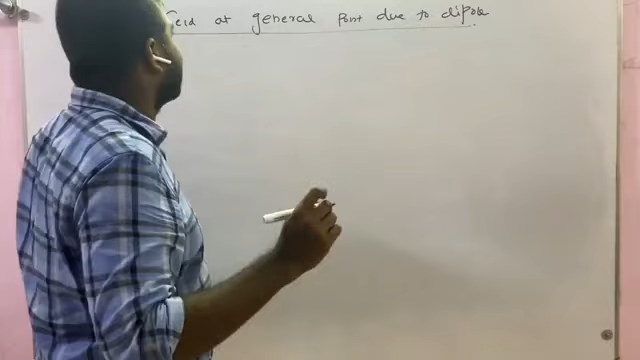 at general point due to dipole